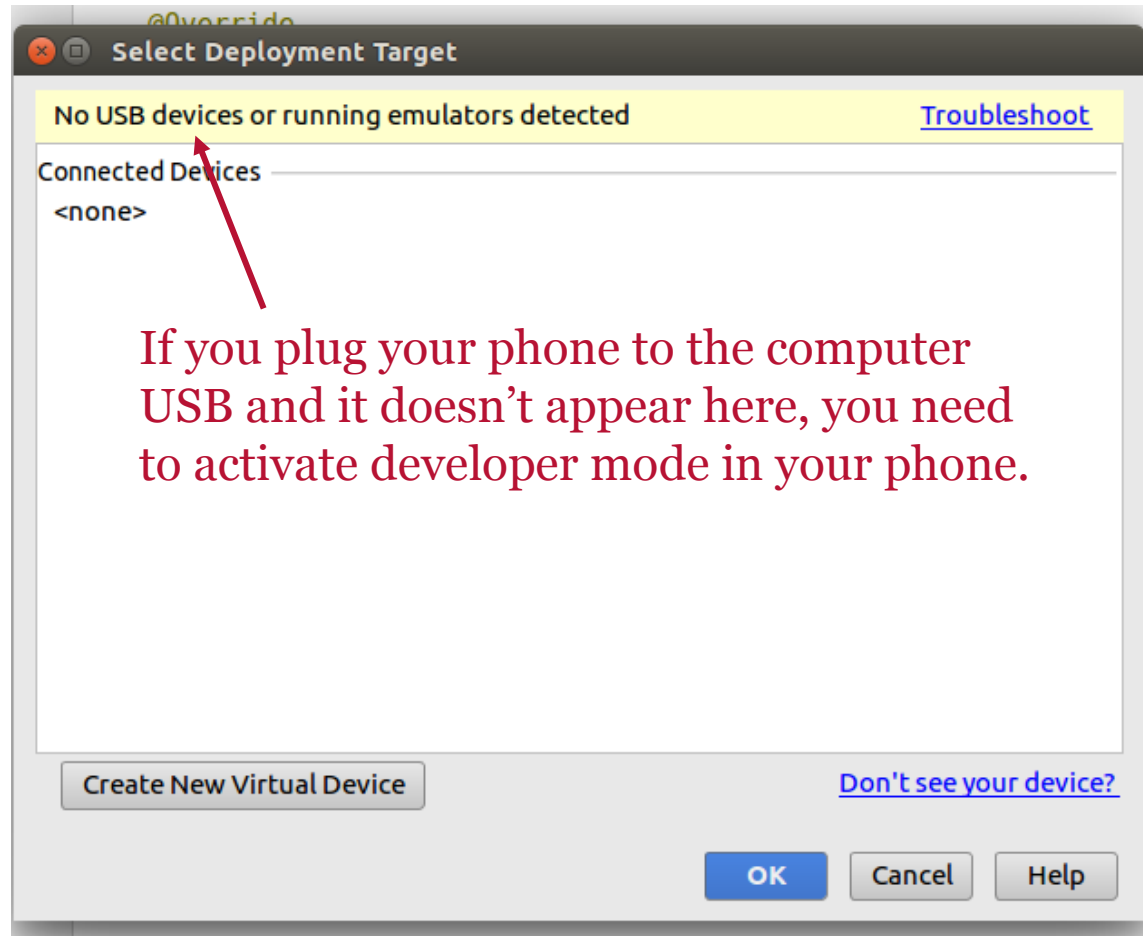 @Override
Select Deployment Target
No USB devices or running emulators detected Troubleshoot
Connected Devices
<none>
If you plug your phone to the computer
USB and it doesn’t appear here, you need
to activate developer mode in your phone.
Create New Virtual Device Don't see your device?
OK Cancel Help